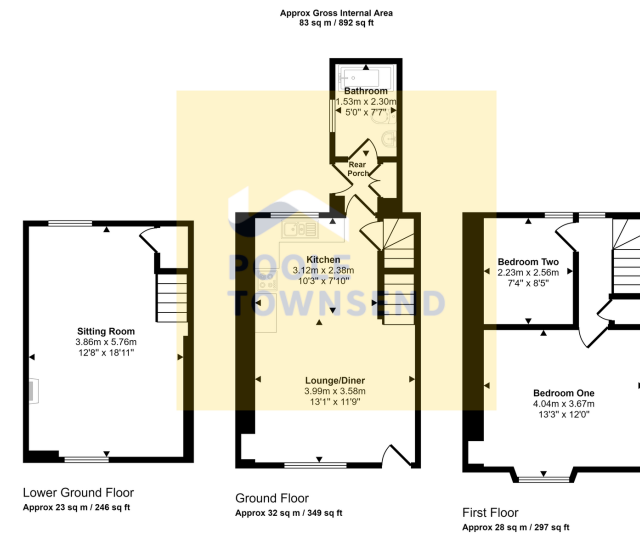 Approx Gross Internal Area
83 sq m / 892 sq ft
Bathroom
1.53m x 2.30m
5'0" x 7'7"
Rear
Porch
Kitchen
3.12m x 2.38m
10'3" x 7'10"
POOLE
TOWNSEND
Bedroom Two
2.23m x 2.56m
7'4" x 8'5"
Sitting Room
3.86m x 5.76m
12'8" x 18'11"
Lounge/Diner
3.99m x 3.58m
13'1" x 11'9"
Bedroom One
4.04m x 3.67m
13'3" x 12'0"
Lower Ground Floor
Approx 23 sq m / 246 sq ft
Ground Floor
Approx 32 sq m / 349 sq ft
First Floor
Approx 28 sq m / 297 sq ft